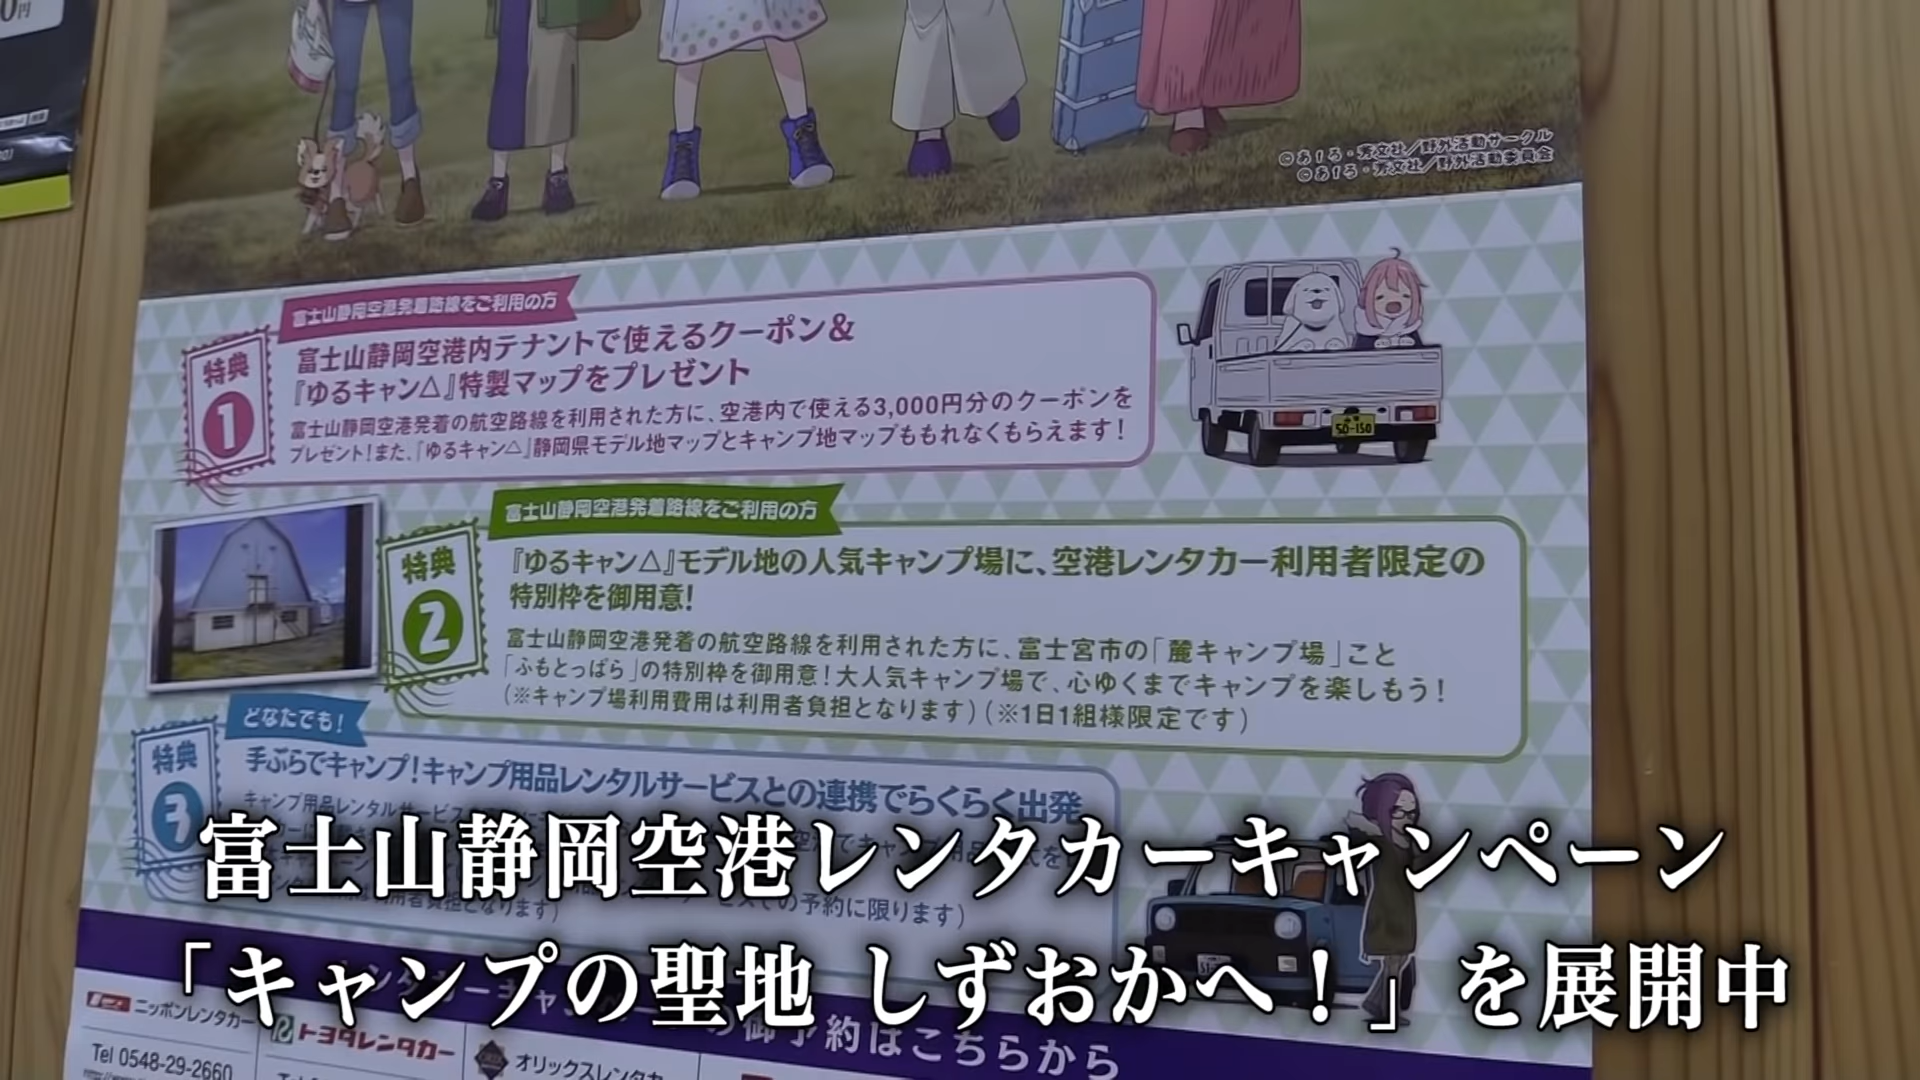 ©あfろ・芳文社／野外活動サークル
©あfろ・芳文社／野外活動委員会
富士山静岡空港発着路線をご利用の方
特典
1
富士山静岡空港内テナントで使えるクーポン&
『ゆるキャン△』特製マップをプレゼント
富士山静岡空港発着の航空路線を利用された方に、空港内で使える3,000円分のクーポンを
プレゼント!また、『ゆるキャン△』静岡県モデル地マップとキャンプ地マップももれなくもらえます!
50-150
富士山静岡空港発着路線をご利用の方
特典
2
『ゆるキャン△』モデル地の人気キャンプ場に、空港レンタカー利用者限定の
特別枠を御用意!
富士山静岡空港発着の航空路線を利用された方に、富士宮市の「麓キャンプ場」こと
「ふもとっぱら」の特別枠を御用意!大人気キャンプ場で、心ゆくまでキャンプを楽しもう!
(※キャンプ場利用費用は利用者負担となります)(※1日1組様限定です)
どなたでも!
特典
3
手ぶらでキャンプ!キャンプ用品レンタルサービスとの連携でらくらく出発
キャンプ用品レンタルサービス
の予約に限ります)
富士山静岡空港レンタカーキャンペーン
「キャンプの聖地 しずおかへ！」を展開中
御予約はこちらから
ニッポンレンタカー
Tel 0548-29-2660
トヨタレンタカー
オリックスレンタカ